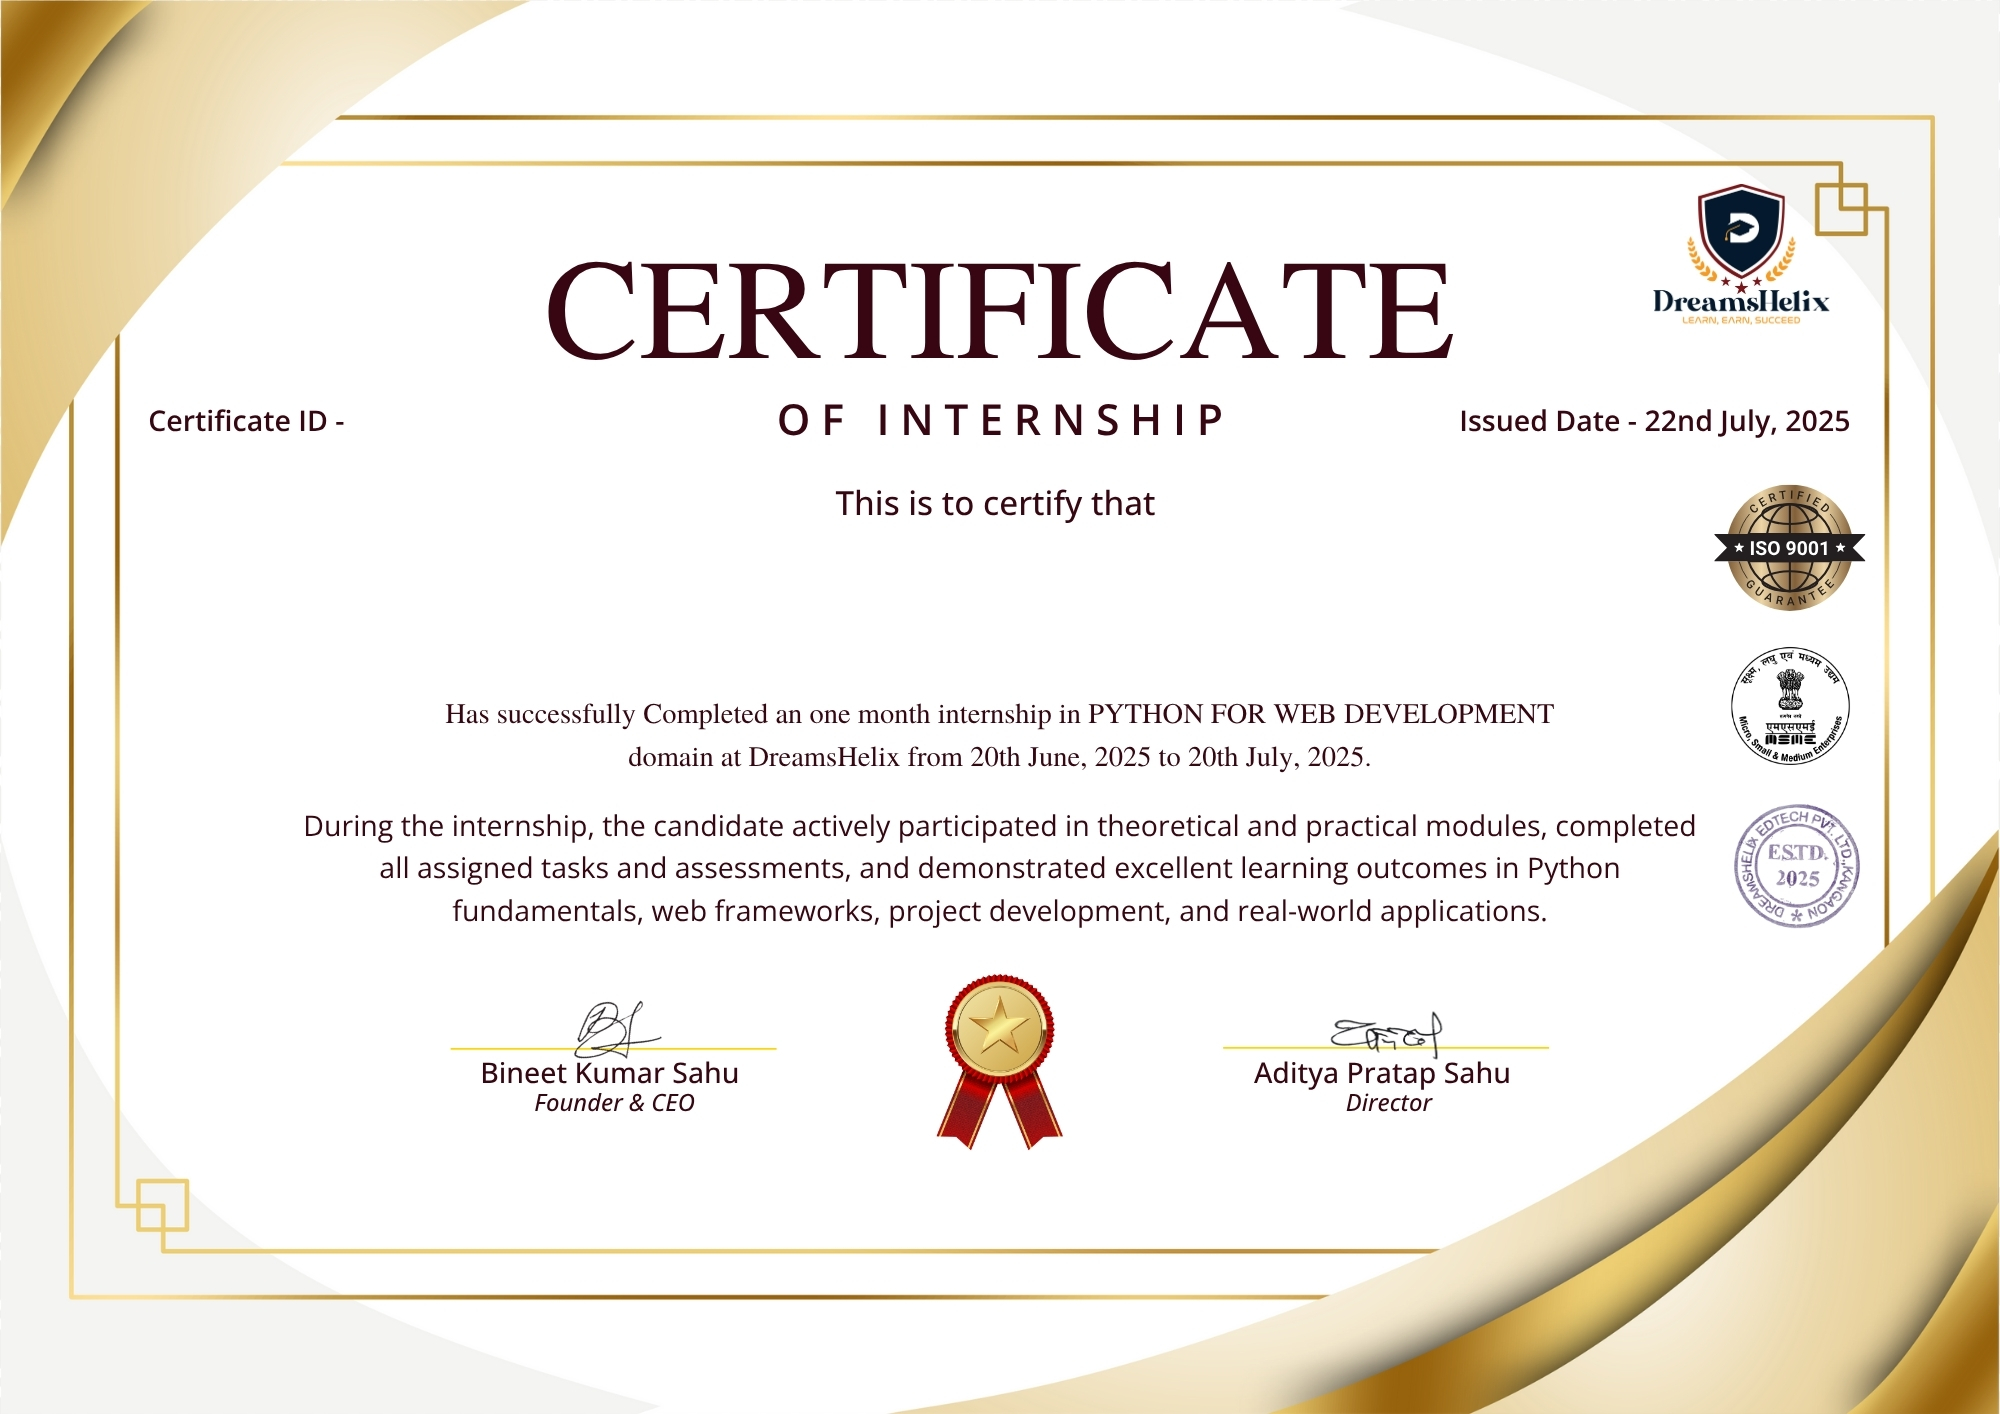 DreamsHelix
LEARN, EARN, SUCCEED
CERTIFICATE
Certificate ID -
OF INTERNSHIP
Issued Date - 22nd July, 2025
This is to certify that
CERTIFIED
ISO 9001
GUARANTEE
Has successfully Completed an one month internship in PYTHON FOR WEB DEVELOPMENT
domain at DreamsHelix from 20th June, 2025 to 20th July, 2025.
सूक्ष्म, लघु एवं मध्यम उद्यम
सत्यमेव जयते
एमएसएमई
MSME
Micro, Small & Medium Enterprises
During the internship, the candidate actively participated in theoretical and practical modules, completed
all assigned tasks and assessments, and demonstrated excellent learning outcomes in Python
fundamentals, web frameworks, project development, and real-world applications.
DREAMSHELIX EDTECH PVT. LTD., KANGAON
ESTD.
2025
Bineet Kumar Sahu
Founder & CEO
Aditya Pratap Sahu
Director